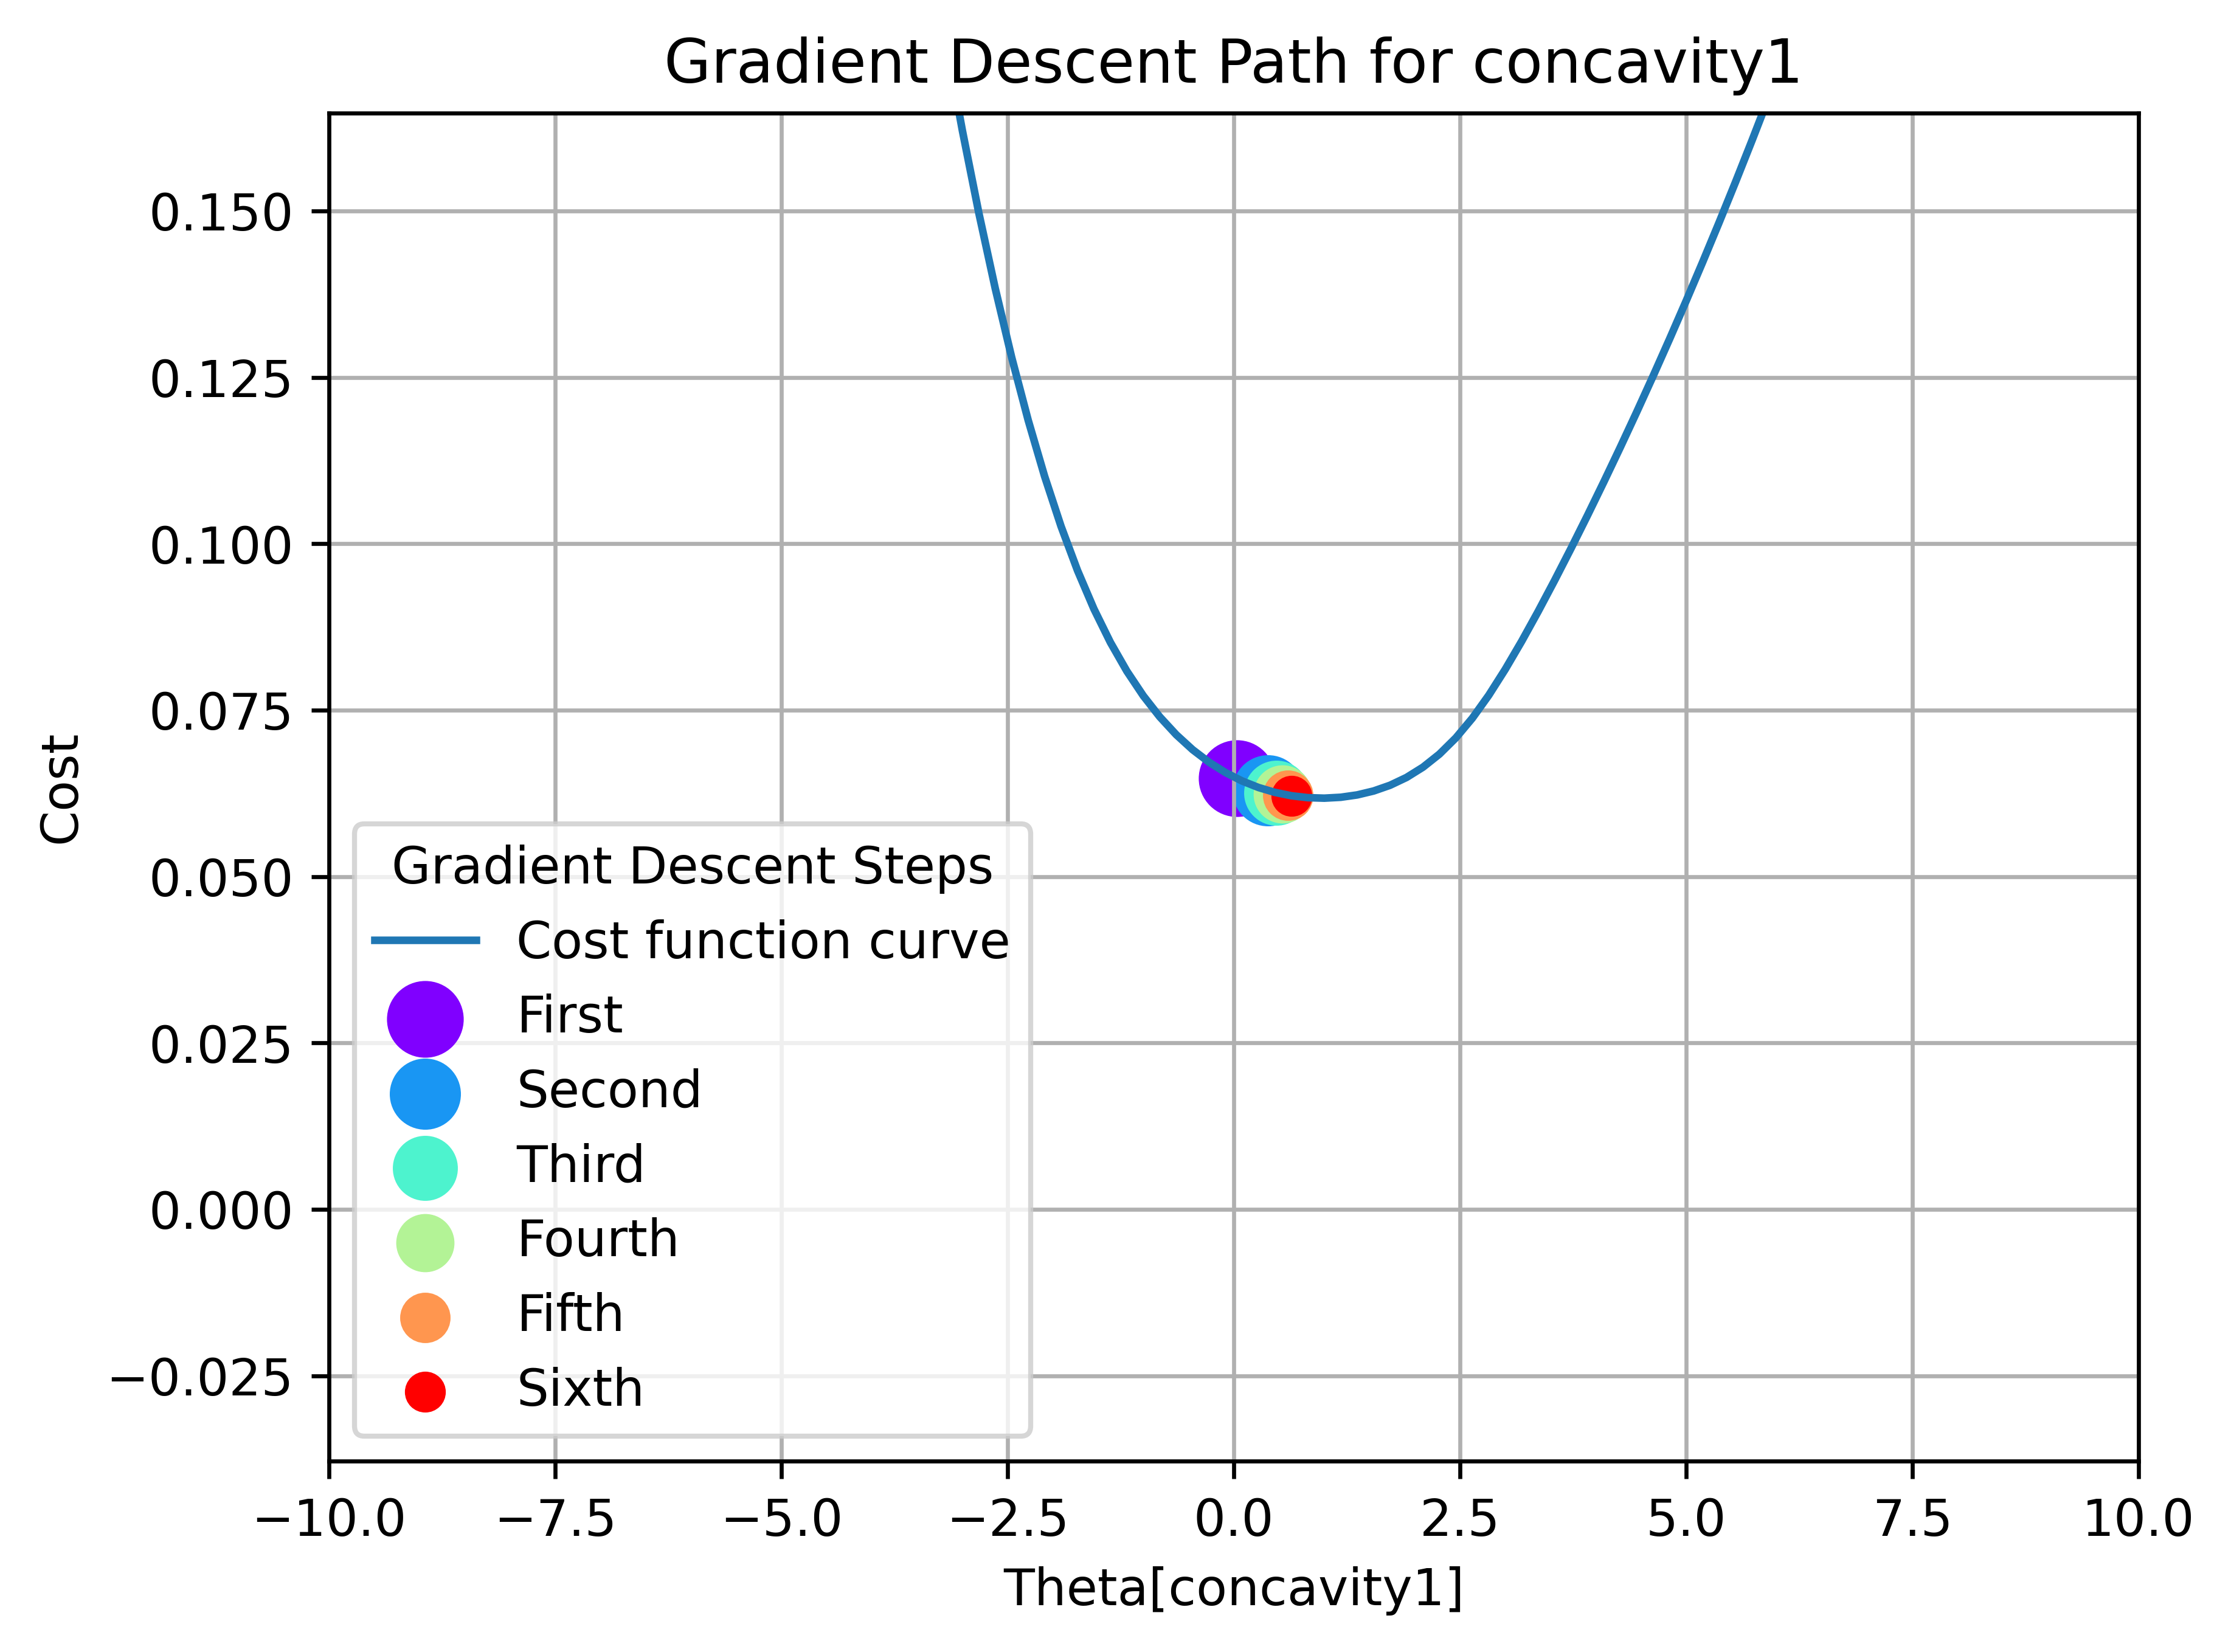 Gradient Descent Path for concavity1
Cost
0.150
0.125
0.100
0.075
0.050
0.025
0.000
−0.025
Gradient Descent Steps
Cost function curve
First
Second
Third
Fourth
Fifth
Sixth
−10.0 −7.5 −5.0 −2.5 0.0 2.5 5.0 7.5 10.0
Theta[concavity1]